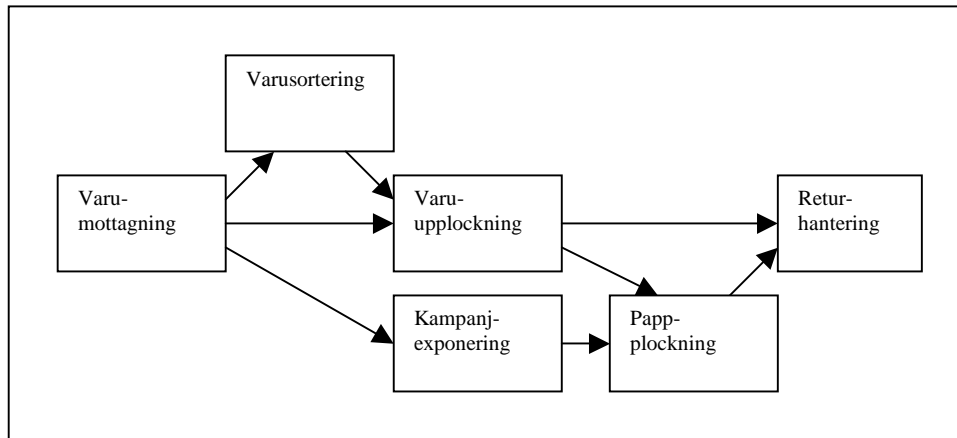 Varusortering
Varu-
mottagning
Varu-
upplockning
Retur-
hantering
Kampanj-
exponering
Papp-
plockning